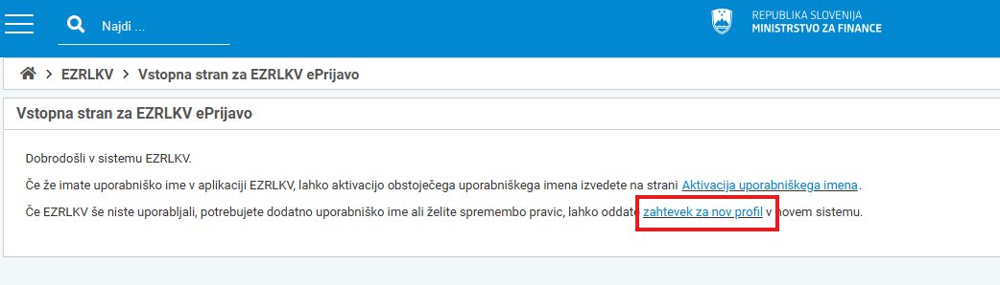 Najdi ...
REPUBLIKA SLOVENIJA
MINISTRSTVO ZA FINANCE
EZRLKV > Vstopna stran za EZRLKV ePrijavo
Vstopna stran za EZRLKV ePrijavo
Dobrodošli v sistemu EZRLKV.
Če že imate uporabniško ime v aplikaciji EZRLKV, lahko aktivacijo obstoječega uporabniškega imena izvedete na strani Aktivacija uporabniškega imena.
Če EZRLKV še niste uporabljali, potrebujete dodatno uporabniško ime ali želite spremembo pravic, lahko oddate zahtevek za nov profil v novem sistemu.